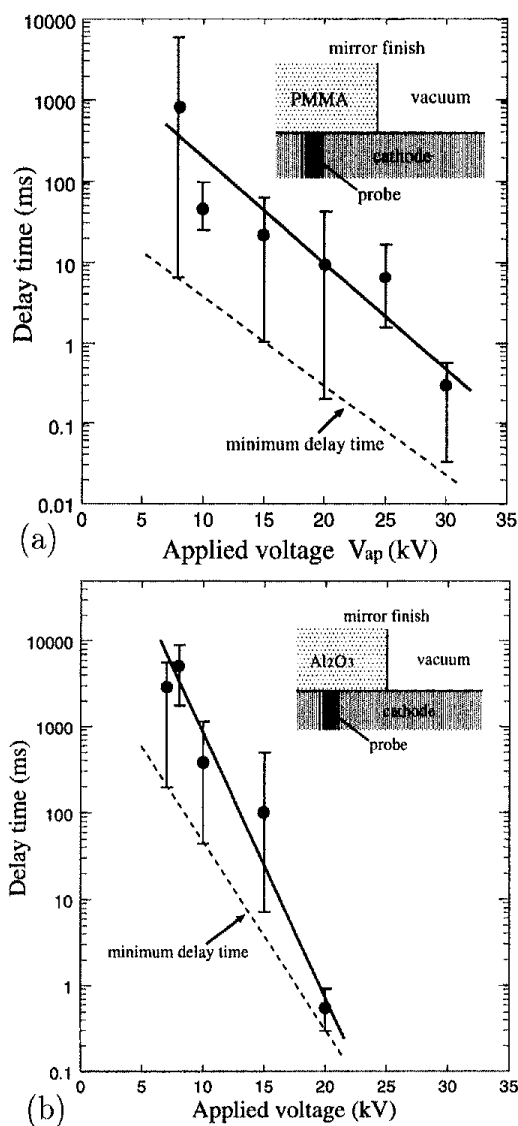 10000
1000
100
10
1
0.1
0.01
Delay time (ms)
mirror finish
PMMA
vacuum
cathode
probe
minimum delay time
0 5 10 15 20 25 30 35
(a)
Applied voltage Vap (kV)
10000
1000
100
10
1
0.1
Delay time (ms)
mirror finish
Al2O3
vacuum
cathode
probe
minimum delay time
0 5 10 15 20 25 30 35
(b)
Applied voltage (kV)